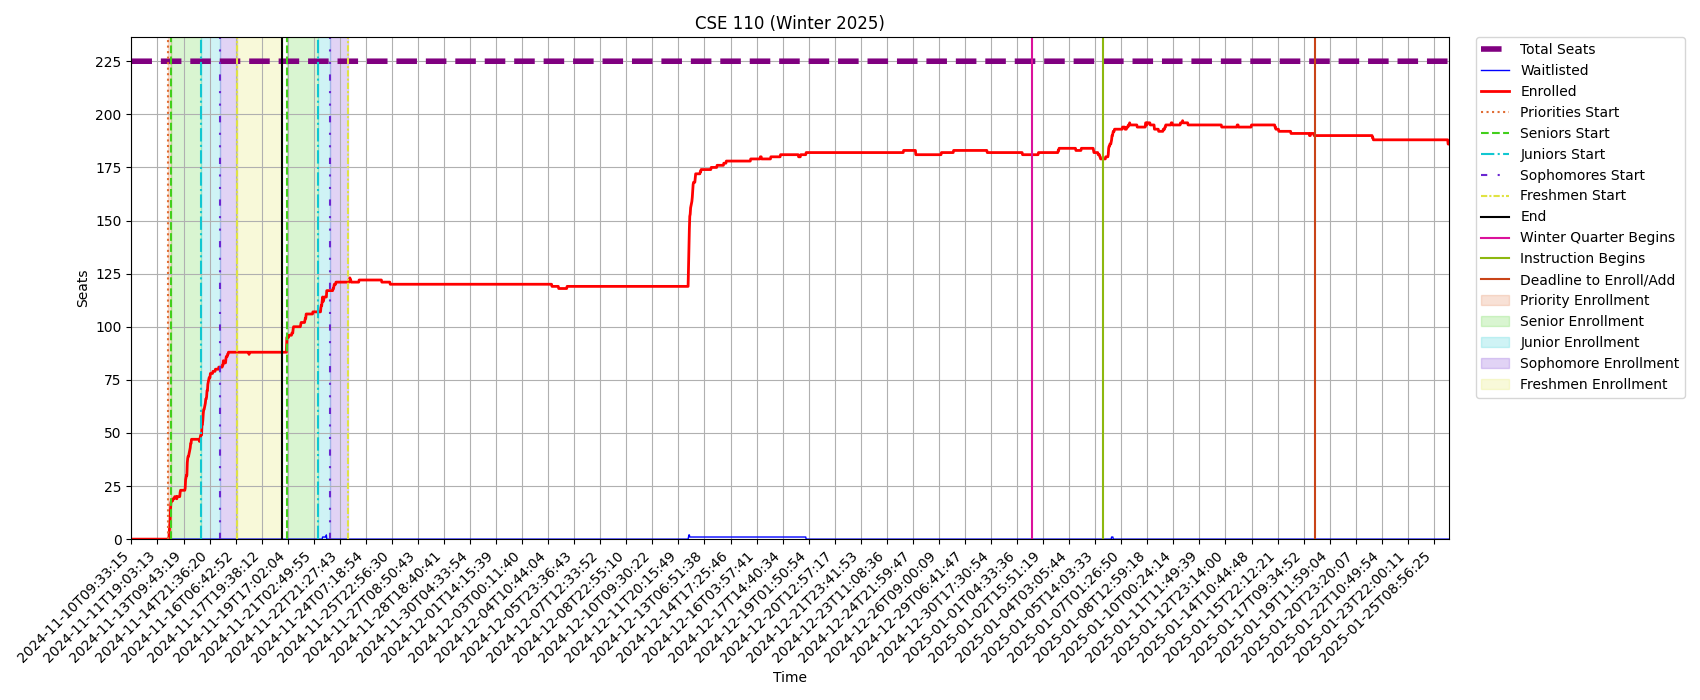 CSE 110 (Winter 2025)
Seats
225
200
175
150
125
100
75
50
25
0
2024-11-10T09:33:15
2024-11-11T19:03:13
2024-11-13T09:43:19
2024-11-14T21:36:20
2024-11-16T06:42:52
2024-11-17T19:38:12
2024-11-19T17:02:04
2024-11-21T02:49:55
2024-11-22T21:27:43
2024-11-24T07:18:54
2024-11-25T22:56:30
2024-11-27T08:50:43
2024-11-28T18:40:41
2024-11-30T04:33:54
2024-12-01T14:15:39
2024-12-03T00:11:40
2024-12-04T10:44:04
2024-12-05T23:36:43
2024-12-07T12:33:52
2024-12-08T22:55:10
2024-12-10T09:30:22
2024-12-11T20:15:49
2024-12-13T06:51:38
2024-12-14T17:25:46
2024-12-16T03:57:41
2024-12-17T14:40:34
2024-12-19T01:50:54
2024-12-20T12:57:17
2024-12-21T23:41:53
2024-12-23T11:08:36
2024-12-24T21:59:47
2024-12-26T09:00:09
2024-12-29T06:41:47
2024-12-30T17:30:54
2025-01-01T04:33:36
2025-01-02T15:51:19
2025-01-04T03:05:44
2025-01-05T14:03:33
2025-01-07T01:26:50
2025-01-08T12:59:18
2025-01-10T00:24:14
2025-01-11T11:49:39
2025-01-12T23:14:00
2025-01-14T10:44:48
2025-01-15T22:12:21
2025-01-17T09:34:52
2025-01-19T11:59:04
2025-01-20T23:20:07
2025-01-22T10:49:54
2025-01-23T22:00:11
2025-01-25T08:56:25
Time
Total Seats
Waitlisted
Enrolled
Priorities Start
Seniors Start
Juniors Start
Sophomores Start
Freshmen Start
End
Winter Quarter Begins
Instruction Begins
Deadline to Enroll/Add
Priority Enrollment
Senior Enrollment
Junior Enrollment
Sophomore Enrollment
Freshmen Enrollment